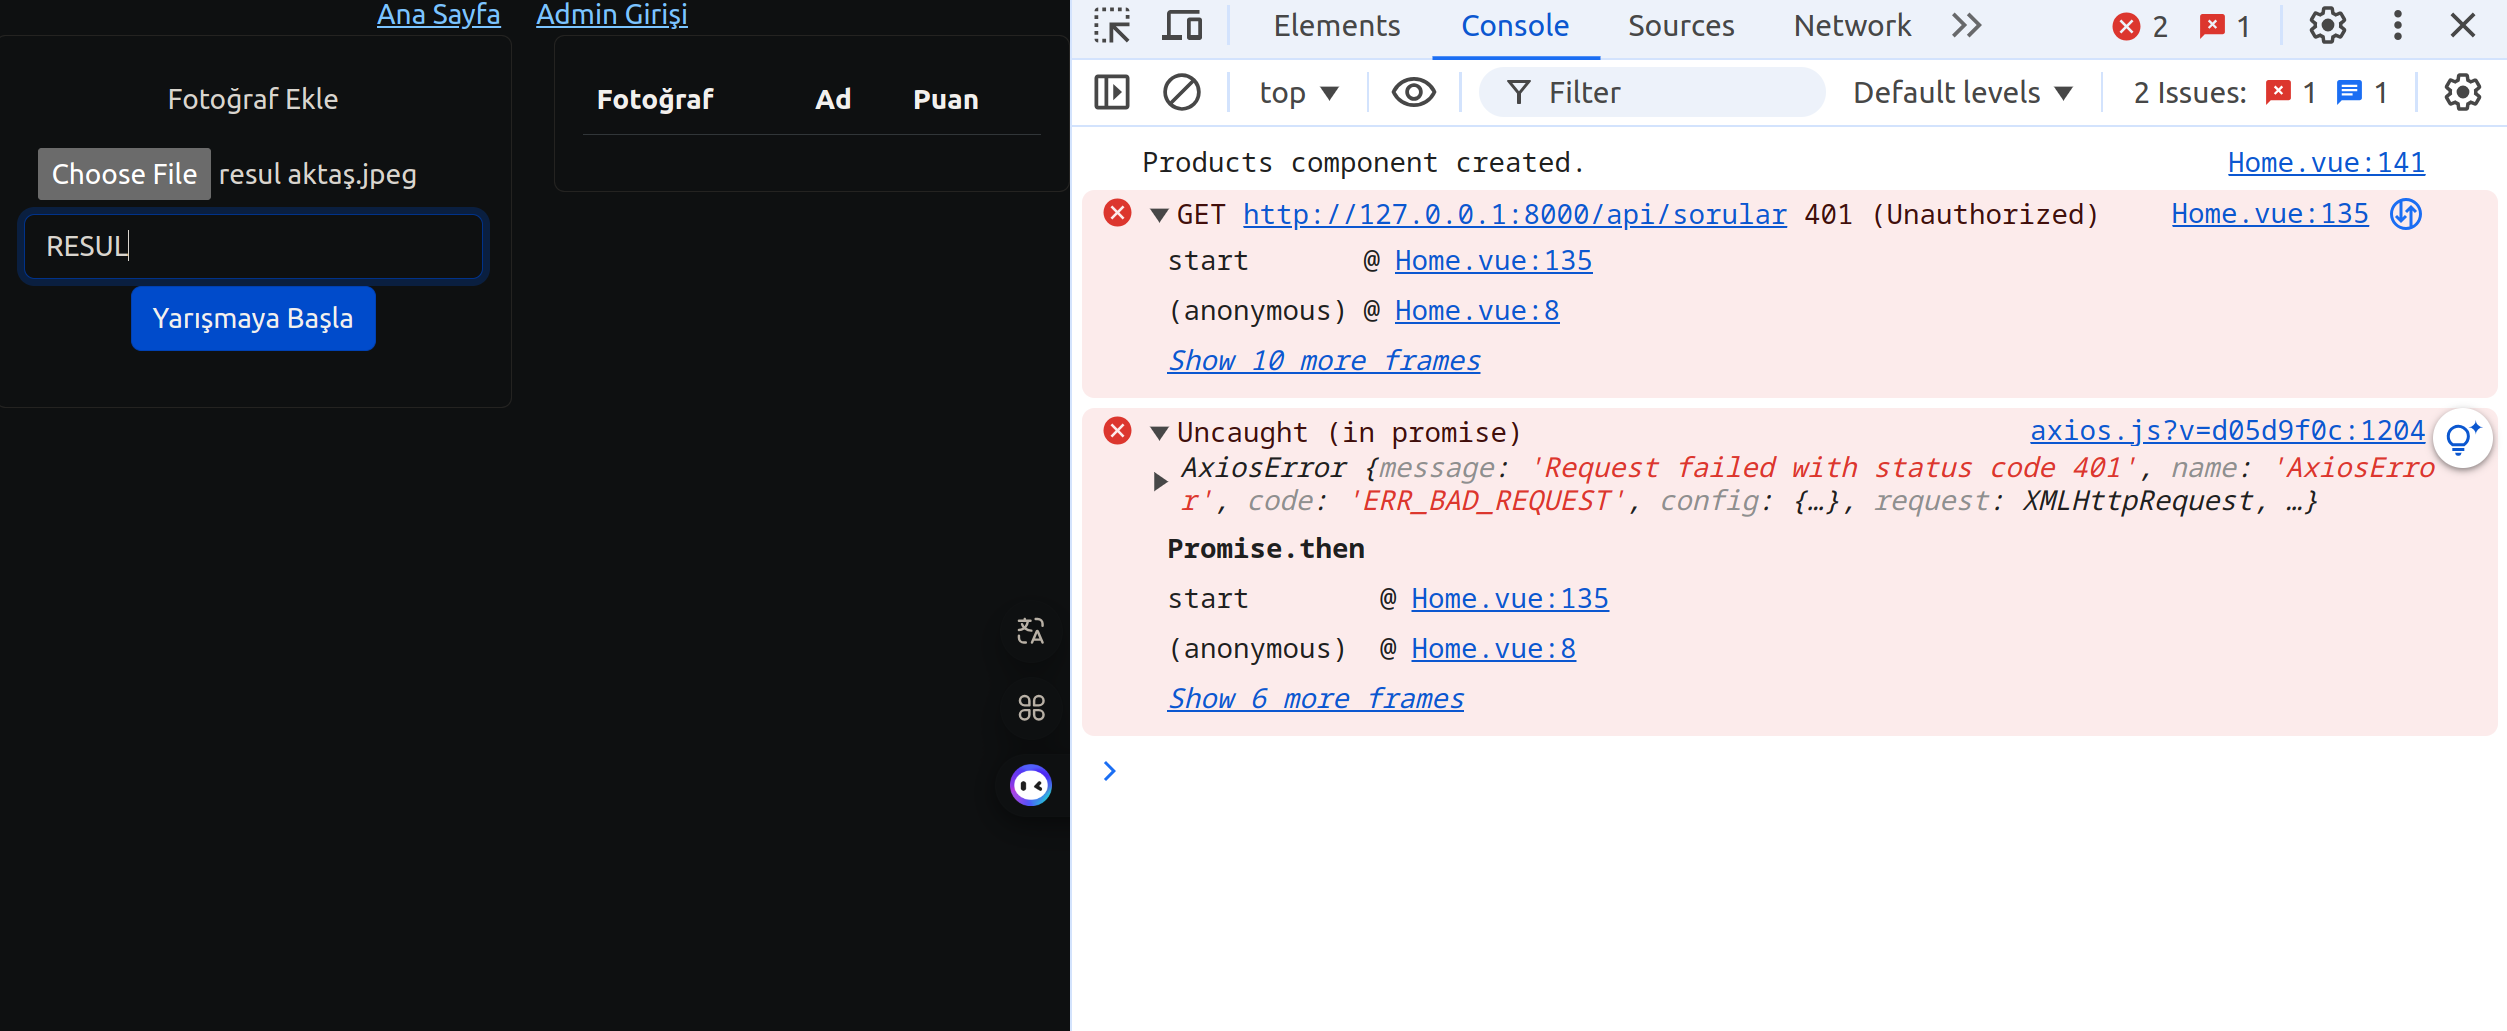 Ana Sayfa Admin Girişi
Fotoğraf Ekle
Choose File resul aktaş.jpeg
RESUL
Yarışmaya Başla
Fotoğraf Ad Puan
Elements Console Sources Network 2 1
top Filter Default levels 2 Issues: 1 1
Products component created. Home.vue:141
GET http://127.0.0.1:8000/api/sorular 401 (Unauthorized) Home.vue:135
start @ Home.vue:135
(anonymous) @ Home.vue:8
Show 10 more frames
Uncaught (in promise) axios.js?v=d05d9f0c:1204
AxiosError {message: 'Request failed with status code 401', name: 'AxiosErro
r', code: 'ERR_BAD_REQUEST', config: {…}, request: XMLHttpRequest, …}
Promise.then
start @ Home.vue:135
(anonymous) @ Home.vue:8
Show 6 more frames